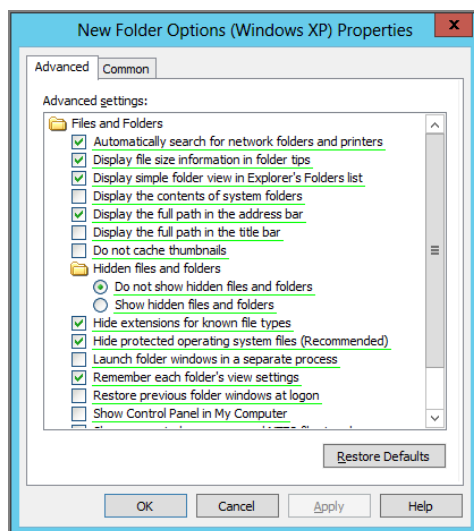 New Folder Options (Windows XP) Properties
x
Advanced
Common
Advanced settings:
Files and Folders
Automatically search for network folders and printers
Display file size information in folder tips
Display simple folder view in Explorer's Folders list
Display the contents of system folders
Display the full path in the address bar
Display the full path in the title bar
Do not cache thumbnails
Hidden files and folders
Do not show hidden files and folders
Show hidden files and folders
Hide extensions for known file types
Hide protected operating system files (Recommended)
Launch folder windows in a separate process
Remember each folder's view settings
Restore previous folder windows at logon
Show Control Panel in My Computer
Restore Defaults
OK
Cancel
Apply
Help